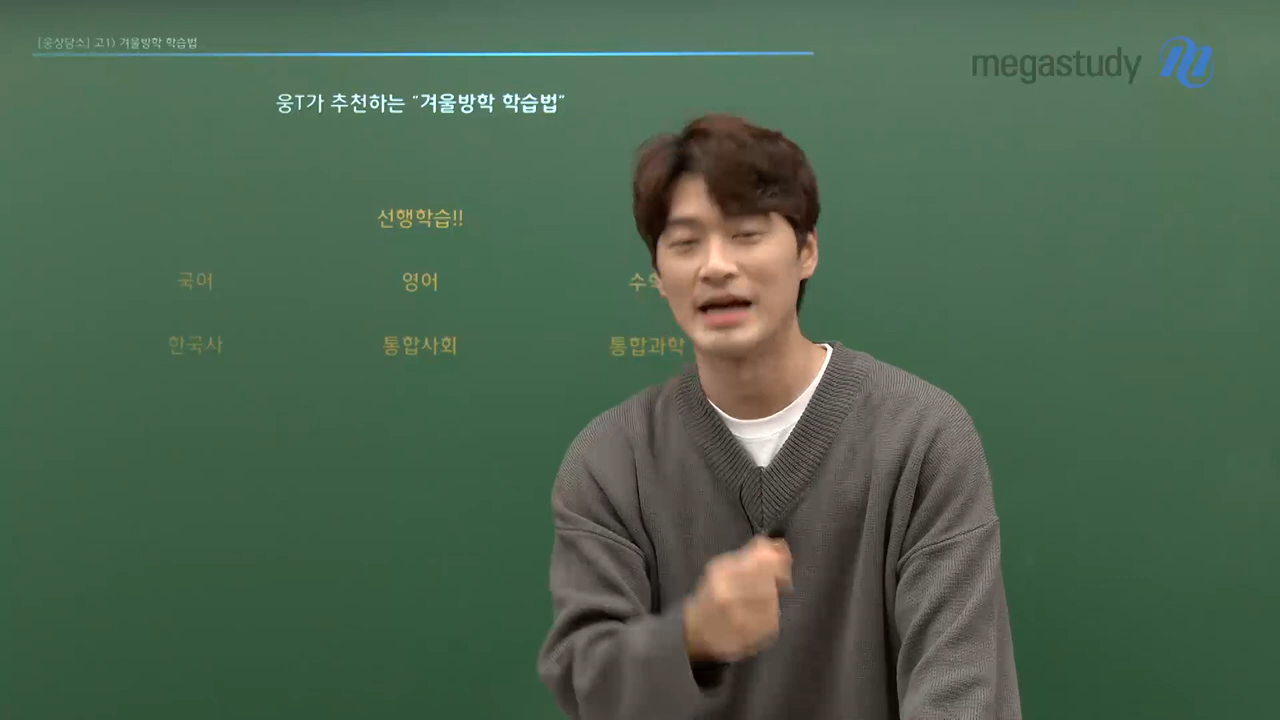 [웅상담소] 고1) 겨울방학 학습법
megastudy
웅T가 추천하는 “겨울방학 학습법”
선행학습!!
국어 영어 수학
한국사 통합사회 통합과학